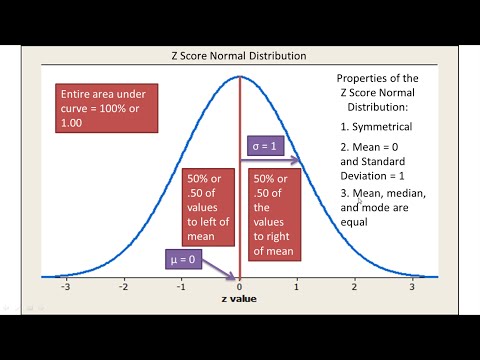 Z Score Normal Distribution
Entire area under
curve = 100% or
1.00
Properties of the
Z Score Normal
Distribution:
1. Symmetrical
2. Mean = 0
and Standard
Deviation = 1
3. Mean, median,
and mode are
equal
σ = 1
50% or
.50 of
values
to left of
mean
50% or
.50 of
the
values
to right
of mean
μ = 0
-3 -2 -1 0 1 2 3
z value